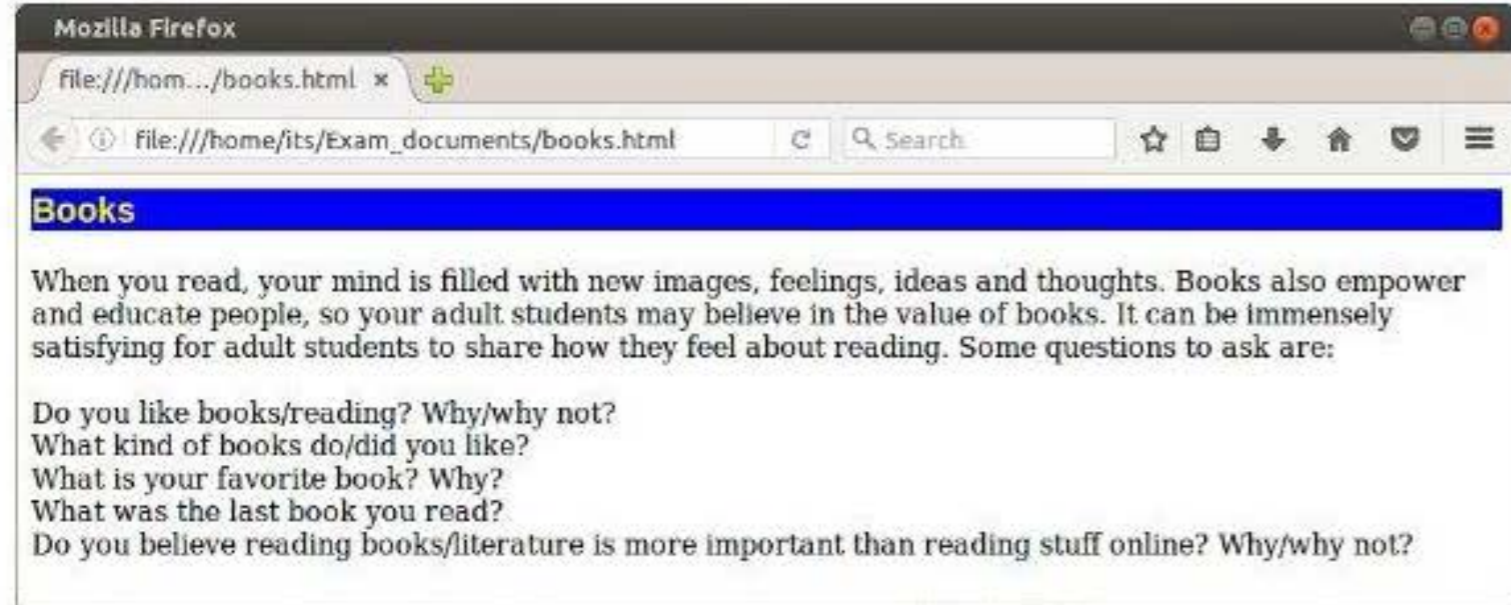 Mozilla Firefox
file:///hom.../books.html ×
file:///home/its/Exam_documents/books.html Search
Books
When you read, your mind is filled with new images, feelings, ideas and thoughts. Books also empower
and educate people, so your adult students may believe in the value of books. It can be immensely
satisfying for adult students to share how they feel about reading. Some questions to ask are:
Do you like books/reading? Why/why not?
What kind of books do/did you like?
What is your favorite book? Why?
What was the last book you read?
Do you believe reading books/literature is more important than reading stuff online? Why/why not?